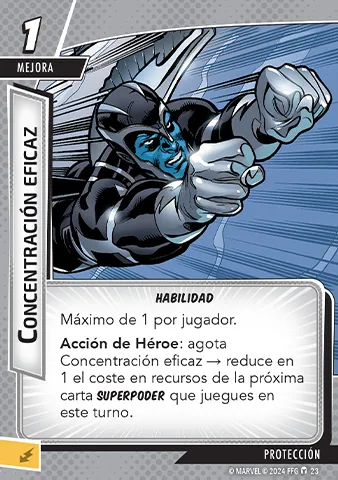 1
MEJORA
CONCENTRACIÓN EFICAZ
HABILIDAD
Máximo de 1 por jugador.
Acción de Héroe: agota
Concentración eficaz → reduce en
1 el coste en recursos de la próxima
carta SUPERPODER que juegues en
este turno.
PROTECCIÓN
© MARVEL © 2024 FFG 23